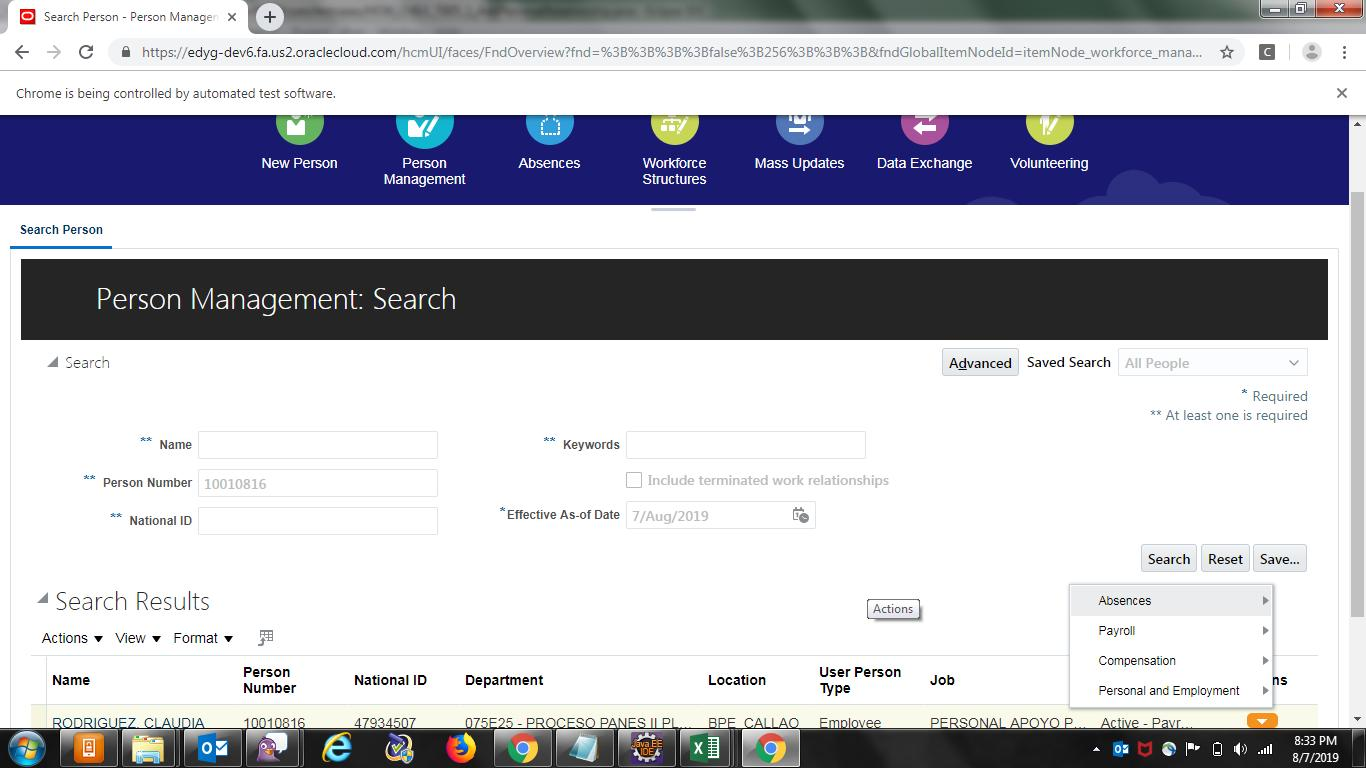 Search Person - Person Managen
https://edyg-dev6.fa.us2.oraclecloud.com/hcmUI/faces/FndOverview?fnd=%3B%3B%3B%3Bfalse%3B256%3B%3B%3B&fndGlobalItemNodeId=itemNode_workforce_mana...
C
Chrome is being controlled by automated test software.
New Person
Person Management
Absences
Workforce Structures
Mass Updates
Data Exchange
Volunteering
Search Person
Person Management: Search
Search
Advanced Saved Search All People
* Required
** At least one is required
** Name
** Keywords
** Person Number 10010816
Include terminated work relationships
** National ID
*Effective As-of Date 7/Aug/2019
Search Reset Save...
Search Results
Actions
Absences
Payroll
Compensation
Personal and Employment
Actions View Format
Name Person Number National ID Department Location User Person Type Job ns
RODRIGUEZ, CLAUDIA 10010816 47934507 075E25 - PROCESO PANES II PL... BPE_CALLAO Employee PERSONAL APOYO P... Active - Payr...
Java EE IDE
8:33 PM
8/7/2019